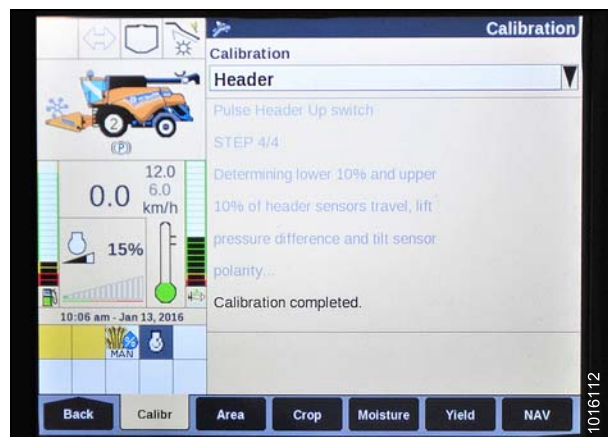 Calibration
Calibration
Header
Pulse Header Up switch
STEP 4/4
Determining lower 10% and upper
10% of header sensors travel, lift
pressure difference and tilt sensor
polarity...
Calibration completed.
2
(P)
12.0
0.0 6.0
km/h
15%
10:06 am - Jan 13, 2016
MAN
Back Calibr Area Crop Moisture Yield NAV
1016112